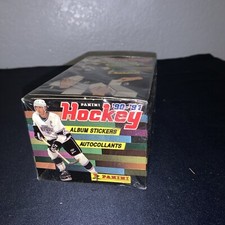 PANINI '90-'91
Hockey
ALBUM STICKERS
AUTOCOLLANTS
PANINI